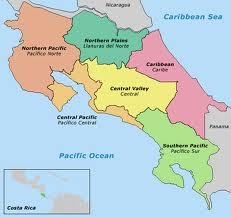 Nicaragua
Caribbean Sea
Northern Plains
Llanuras del Norte
Northern Pacific
Pacifico Norte
Caribbean
Caribe
Central Valley
Central
Panama
Central Pacific
Pacifico Central
Southern Pacific
Pacifico Sur
Pacific Ocean
Costa Rica